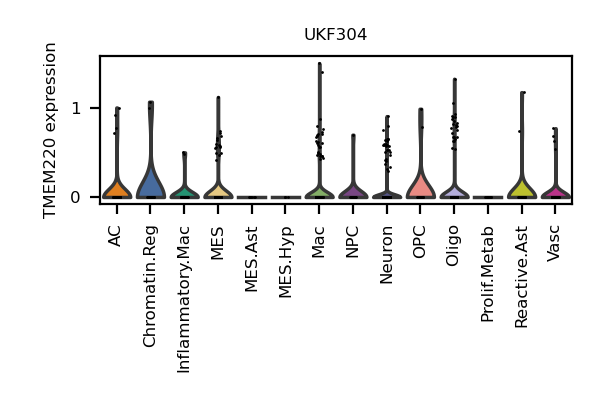 UKF304
TMEM220 expression
1
0
AC
Chromatin.Reg
Inflammatory.Mac
MES
MES.Ast
MES.Hyp
Mac
NPC
Neuron
OPC
Oligo
Prolif.Metab
Reactive.Ast
Vasc